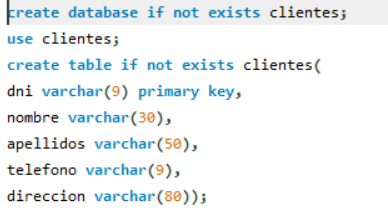 create database if not exists clientes;
use clientes;
create table if not exists clientes(
dni varchar(9) primary key,
nombre varchar(30),
apellidos varchar(50),
telefono varchar(9),
direccion varchar(80));